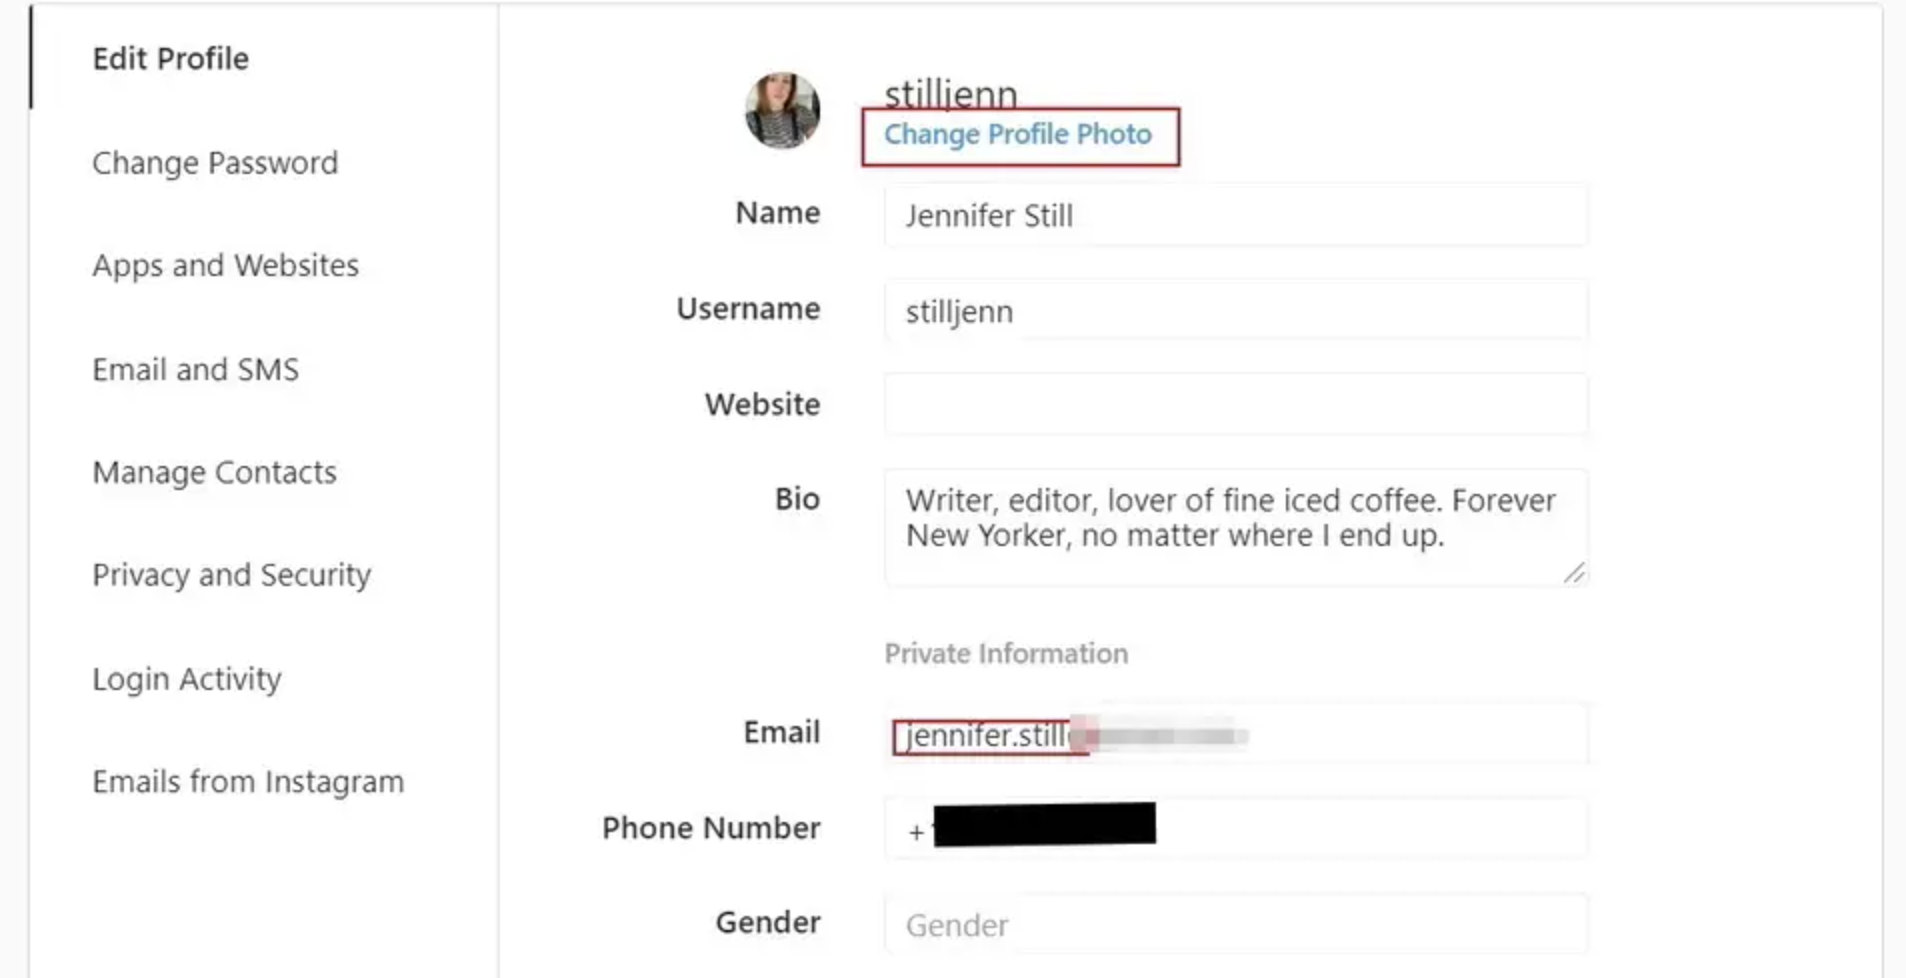 Edit Profile
Change Password
Apps and Websites
Email and SMS
Manage Contacts
Privacy and Security
Login Activity
Emails from Instagram
stilljenn
Change Profile Photo
Name
Jennifer Still
Username
stilljenn
Website
Bio
Writer, editor, lover of fine iced coffee. Forever
New Yorker, no matter where I end up.
Private Information
Email
jennifer.still
Phone Number
+
Gender
Gender